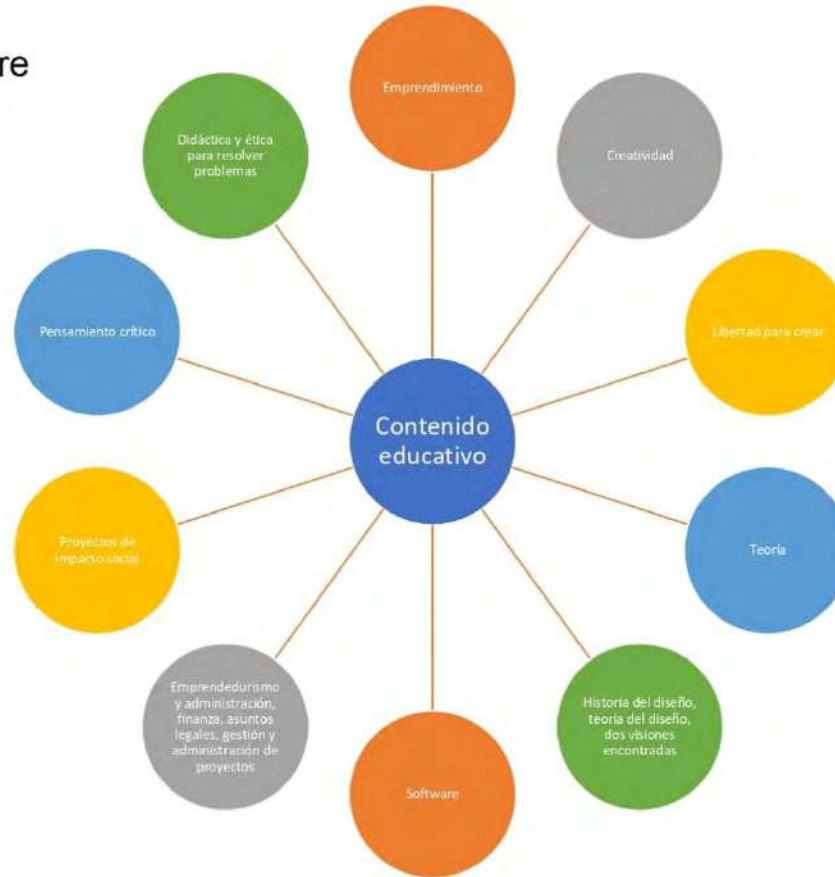 re
Emprendimiento
Creatividad
Libertad para crear
Teoría
Historia del diseño,
teoría del diseño,
dos visiones
encontradas
Software
Emprendedurismo
y administración,
finanza, asuntos
legales, gestión y
administración de
proyectos
Proyectos de
impacto social
Pensamiento crítico
Didáctica y ética
para resolver
problemas
Contenido
educativo